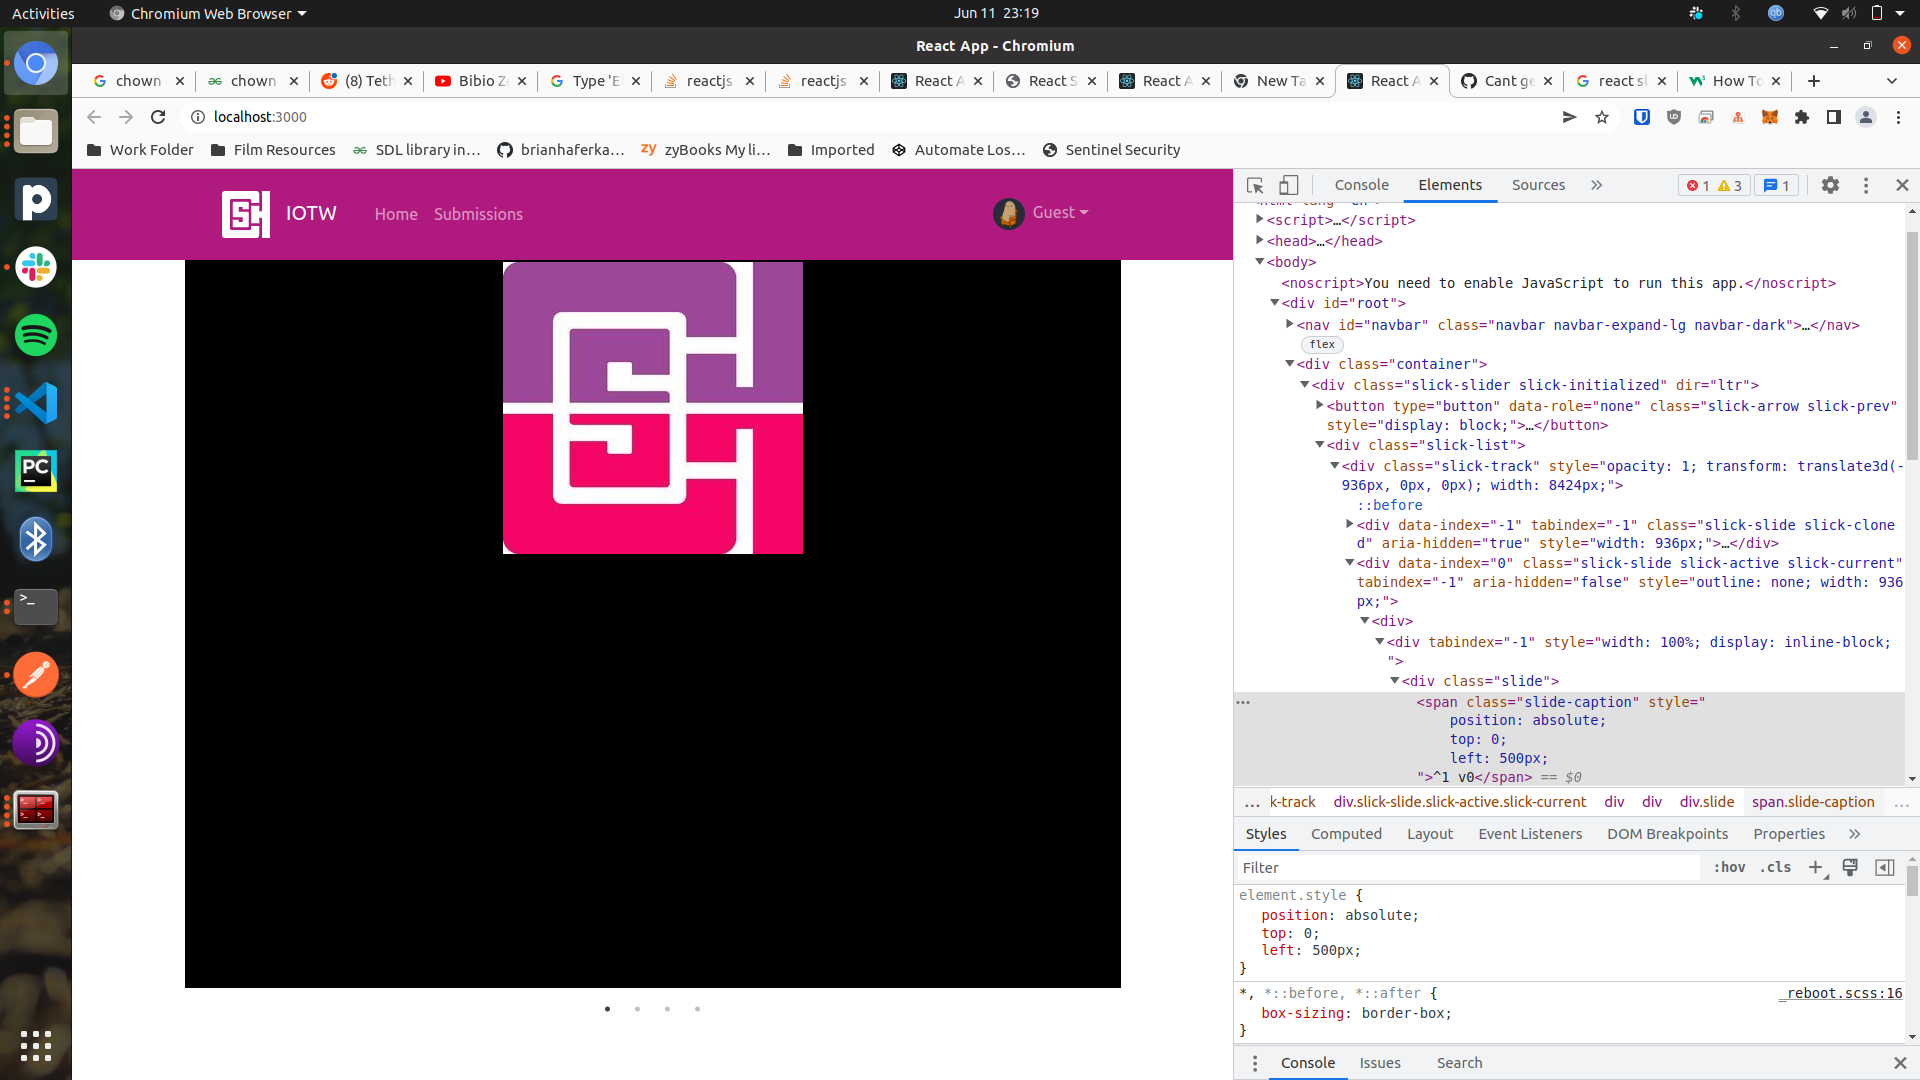 Activities
Chromium Web Browser
Jun 11 23:19
React App - Chromium
chown
chown
(8) Teth
Bibio Zo
Type 'El
reactjs
reactjs
React A
React S
React A
New Ta
React A
Cant ge
react sl
How To
localhost:3000
Work Folder
Film Resources
SDL library in…
brianhaferka…
zyBooks My li…
Imported
Automate Los…
Sentinel Security
IOTW
Home
Submissions
Guest
Console
Elements
Sources
1
3
1
<script>…</script>
<head>…</head>
<body>
<noscript>You need to enable JavaScript to run this app.</noscript>
<div id="root">
<nav id="navbar" class="navbar navbar-expand-lg navbar-dark">…</nav>
flex
<div class="container">
<div class="slick-slider slick-initialized" dir="ltr">
<button type="button" data-role="none" class="slick-arrow slick-prev"
style="display: block;">…</button>
<div class="slick-list">
<div class="slick-track" style="opacity: 1; transform: translate3d(-
936px, 0px, 0px); width: 8424px;">
::before
<div data-index="-1" tabindex="-1" class="slick-slide slick-clone
d" aria-hidden="true" style="width: 936px;">…</div>
<div data-index="0" class="slick-slide slick-active slick-current"
tabindex="-1" aria-hidden="false" style="outline: none; width: 936
px;">
<div>
<div tabindex="-1" style="width: 100%; display: inline-block;
">
<div class="slide">
<span class="slide-caption" style="
position: absolute;
top: 0;
left: 500px;
">^1 v0</span> == $0
… k-track div.slick-slide.slick-active.slick-current div div div.slide span.slide-caption …
Styles
Computed
Layout
Event Listeners
DOM Breakpoints
Properties
Filter
:hov .cls
element.style {
position: absolute;
top: 0;
left: 500px;
}
*, *::before, *::after {
_reboot.scss:16
box-sizing: border-box;
}
Console
Issues
Search